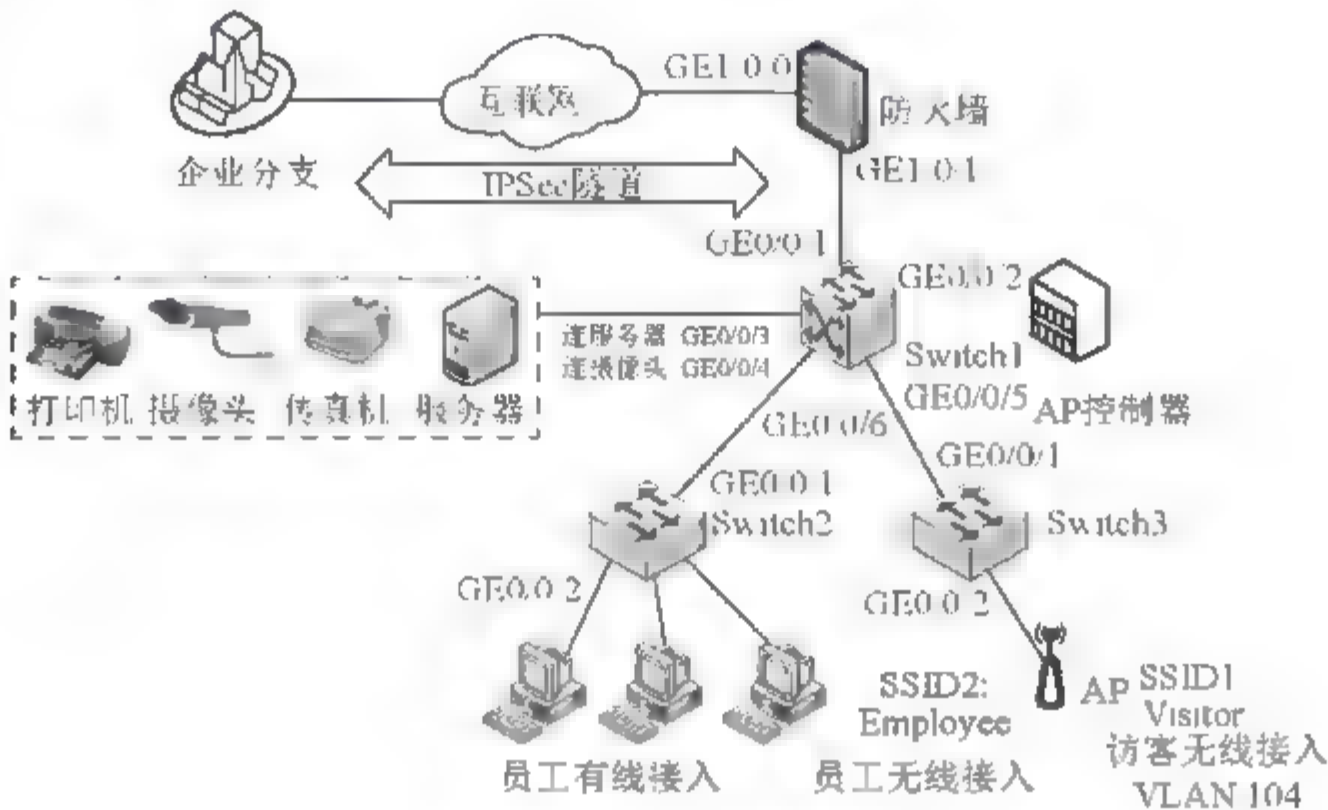 GE1 0 0
互联网
防火墙
企业分支
GE1 0 1
IPSec隧道
GE0/0 1
GE0/0 2
连服务器 GE0/0/3
连摄像头 GE0/0/4
Switch1
GE0/0/5
AP控制器
打印机 摄像头 传真机 服务器
GE0 0/6
GE0/0/1
GE0 0 1
Switch2
Switch3
GE0/0 2
GE0 0 2
SSID2:
Employee
AP
SSID1
Visitor
访客无线接入
VLAN 104
员工有线接入
员工无线接入